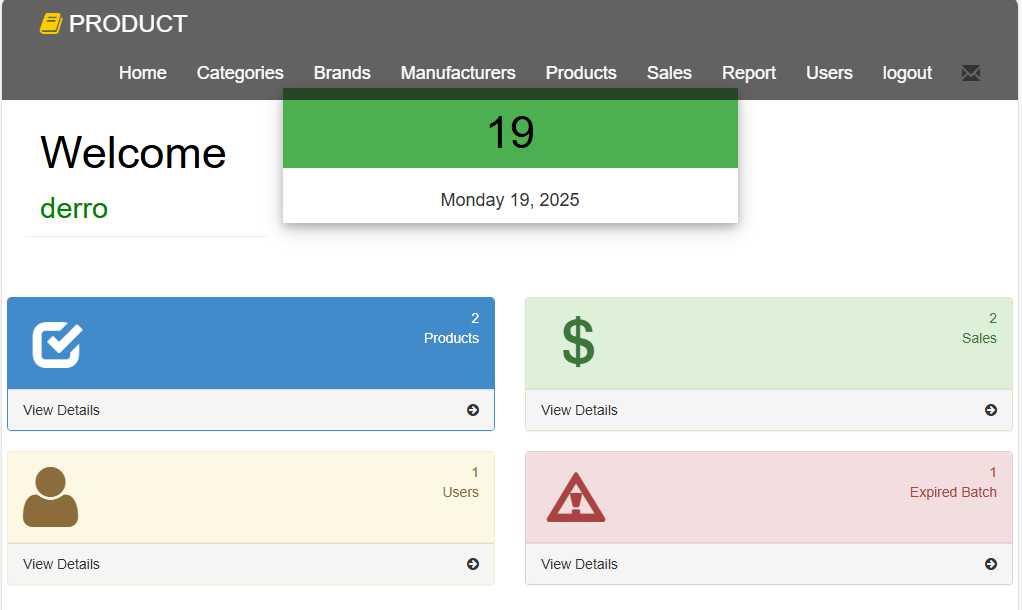 PRODUCT
Home Categories Brands Manufacturers Products Sales Report Users logout
19
Monday 19, 2025
Welcome
derro
2
Products
View Details
2
Sales
View Details
1
Users
View Details
1
Expired Batch
View Details